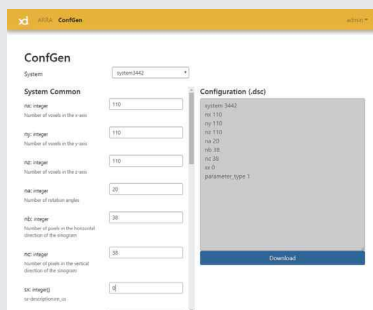 xd xRRA ConfGen admin
ConfGen
System system3442
System Common
nx: integer 110
Number of voxels in the x-axis
ny: integer 110
Number of voxels in the y-axis
nz: integer 110
Number of voxels in the z-axis
na: integer 20
Number of rotation angles
nb: integer 38
Number of pixels in the horizontal
direction of the sinogram
nc: integer 38
Number of pixels in the vertical
direction of the sinogram
sx: integer[] 0
Configuration (.dsc)
system 3442
nx 110
ny 110
nz 110
na 20
nb 38
nc 38
sx 0
parameter_type 1
Download